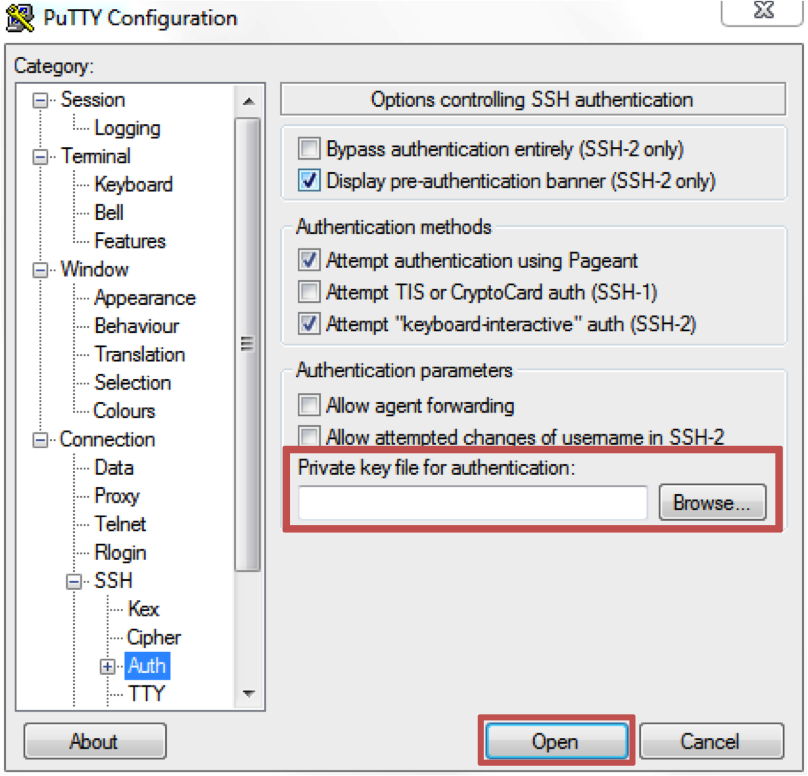 PuTTY Configuration
Category:
Session
Logging
Terminal
Keyboard
Bell
Features
Window
Appearance
Behaviour
Translation
Selection
Colours
Connection
Data
Proxy
Telnet
Rlogin
SSH
Kex
Cipher
Auth
TTY
Options controlling SSH authentication
Bypass authentication entirely (SSH-2 only)
Display pre-authentication banner (SSH-2 only)
Authentication methods
Attempt authentication using Pageant
Attempt TIS or CryptoCard auth (SSH-1)
Attempt "keyboard-interactive" auth (SSH-2)
Authentication parameters
Allow agent forwarding
Allow attempted changes of username in SSH-2
Private key file for authentication:
Browse...
About
Open
Cancel